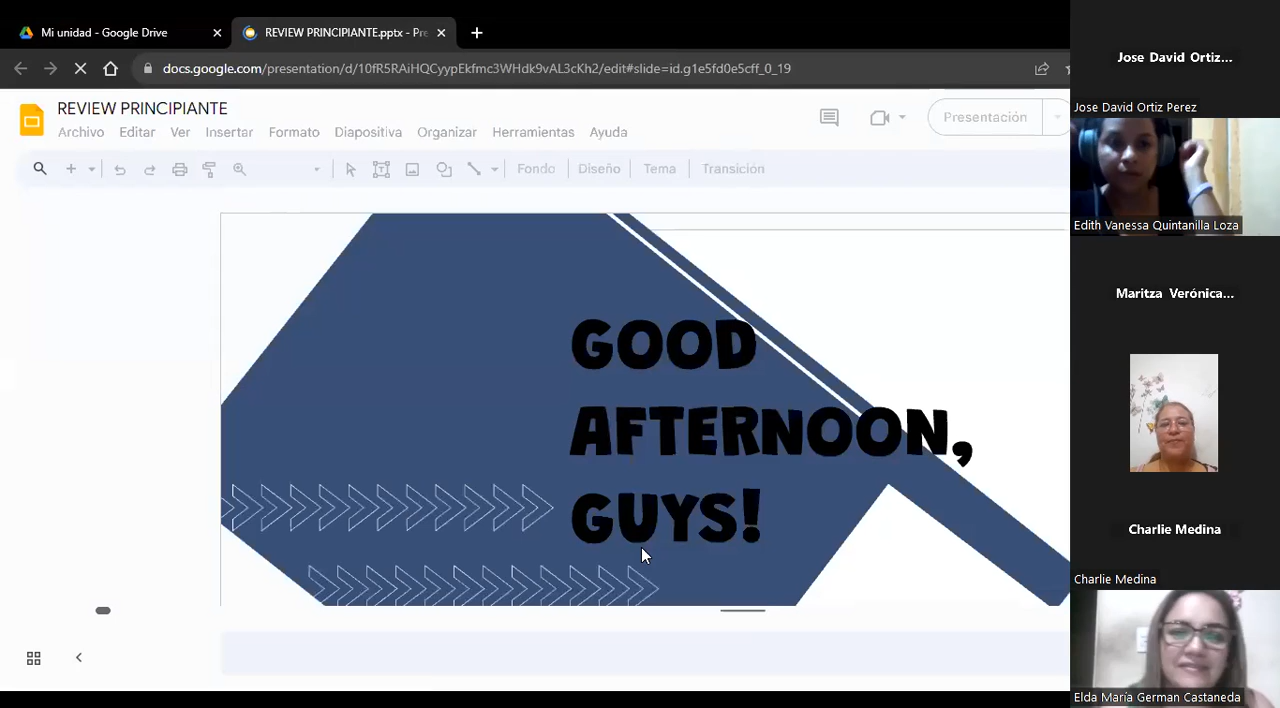 Mi unidad - Google Drive
REVIEW PRINCIPIANTE.pptx - Pre
docs.google.com/presentation/d/10fR5RAiHQCyypEkfmc3WHdk9vAL3cKh2/edit#slide=id.g1e5fd0e5cff_0_19
REVIEW PRINCIPIANTE
Archivo Editar Ver Insertar Formato Diapositiva Organizar Herramientas Ayuda
Presentación
Fondo Diseño Tema Transición
GOOD
AFTERNOON,
GUYS!
Jose David Ortiz...
Jose David Ortiz Perez
Edith Vanessa Quintanilla Loza
Maritza Verónica...
Charlie Medina
Charlie Medina
Elda María German Castaneda